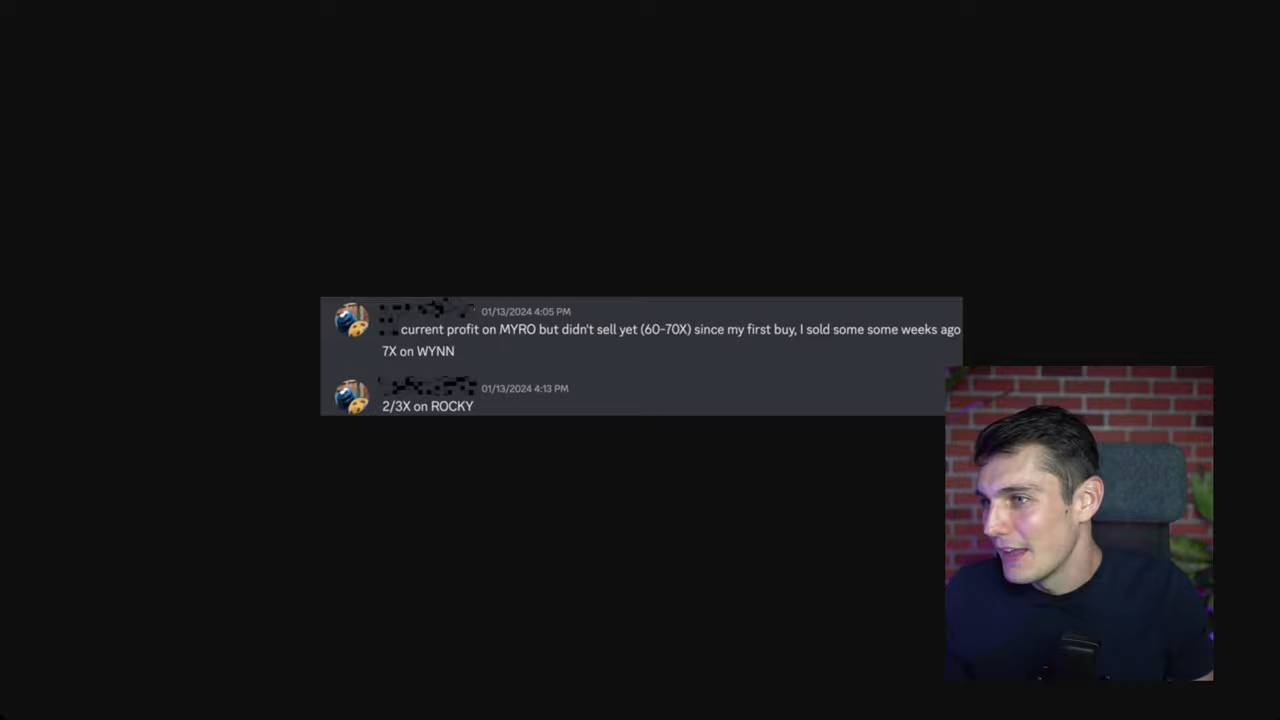 01/13/2024 4:05 PM
current profit on MYRO but didn't sell yet (60-70X) since my first buy, I sold some some weeks ago
7X on WYNN
01/13/2024 4:13 PM
2/3X on ROCKY